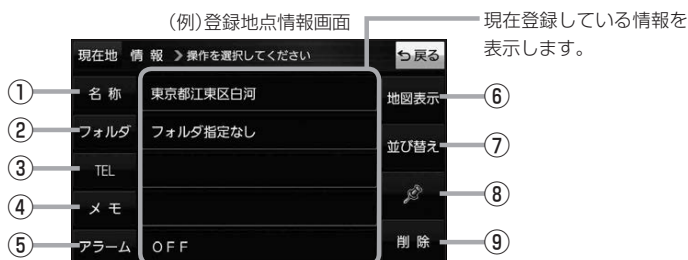 (例)登録地点情報画面
現在登録している情報を
表示します。
現在地 情 報 》操作を選択してください 戻る
① 名 称 東京都江東区白河 地図表示 ⑥
② フォルダ フォルダ指定なし 並び替え ⑦
③ TEL ⑧
④ メ モ
⑤ アラーム OFF 削 除 ⑨